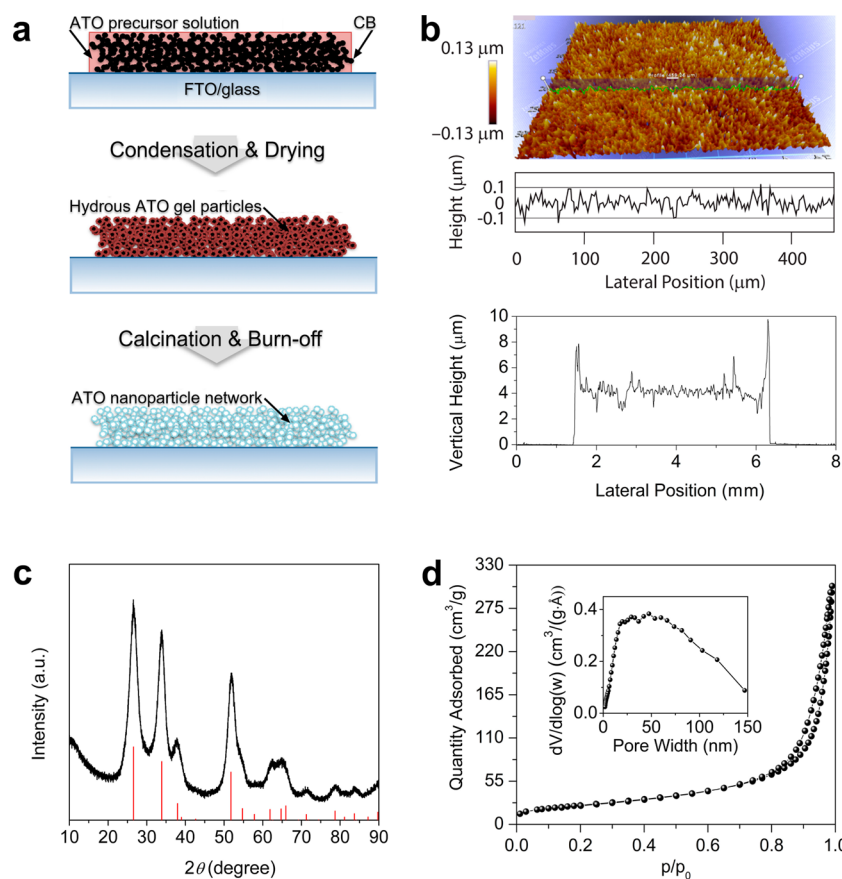 a
ATO precursor solution
CB
FTO/glass
Condensation & Drying
Hydrous ATO gel particles
Calcination & Burn-off
ATO nanoparticle network
b
0.13 μm
−0.13 μm
Height (μm)
0.1
0
-0.1
0
100
200
300
400
Lateral Position (μm)
Vertical Height (μm)
10
8
6
4
2
0
0
2
4
6
8
Lateral Position (mm)
c
Intensity (a.u.)
10 20 30 40 50 60 70 80 90
2θ (degree)
d
Quantity Adsorbed (cm³/g)
330
275
220
165
110
55
0
0.0 0.2 0.4 0.6 0.8 1.0
p/p₀
dV/dlog(w) (cm³/(g·Å))
0.4
0.2
0.0
0 25 50 75 100 125 150
Pore Width (nm)